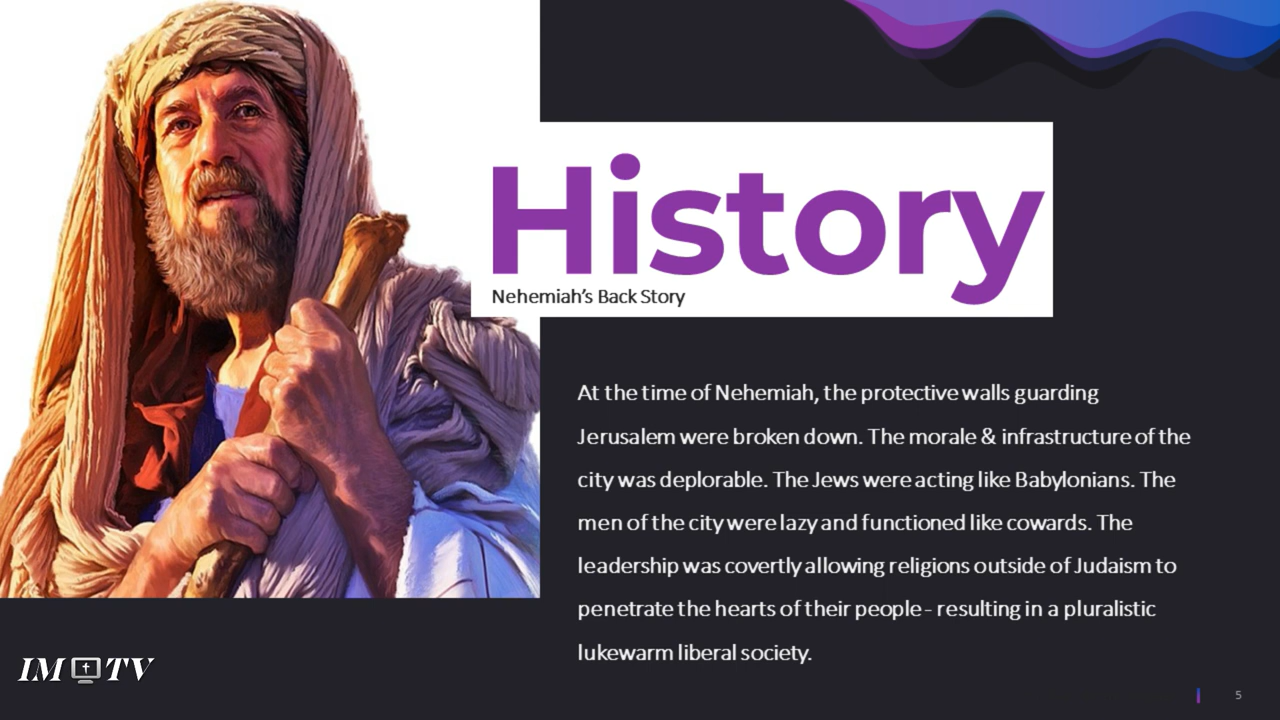 History
Nehemiah’s Back Story
At the time of Nehemiah, the protective walls guarding
Jerusalem were broken down. The morale & infrastructure of the
city was deplorable. The Jews were acting like Babylonians. The
men of the city were lazy and functioned like cowards. The
leadership was covertly allowing religions outside of Judaism to
penetrate the hearts of their people - resulting in a pluralistic
lukewarm liberal society.
IM TV
5